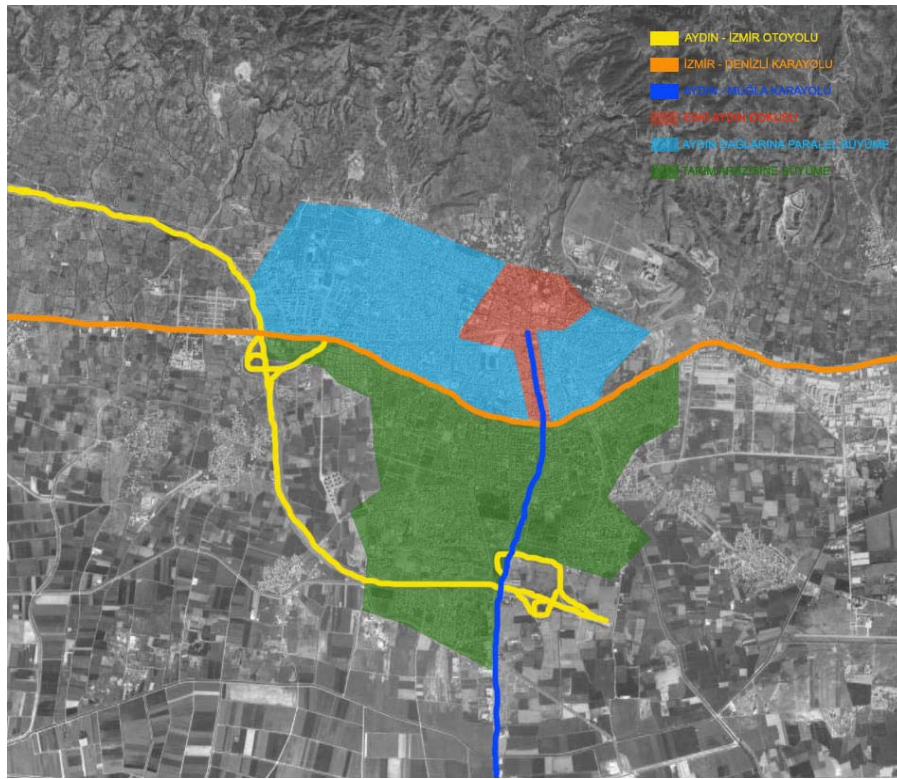 AYDIN - İZMİR OTOYOLU
İZMİR - DENİZLİ KARAYOLU
AYDIN - MUĞLA KARAYOLU
ESKİ AYDIN DOKUSU
AYDIN DAĞLARINA PARALEL BÜYÜME
TARIM ARAZİSİNE BÜYÜME